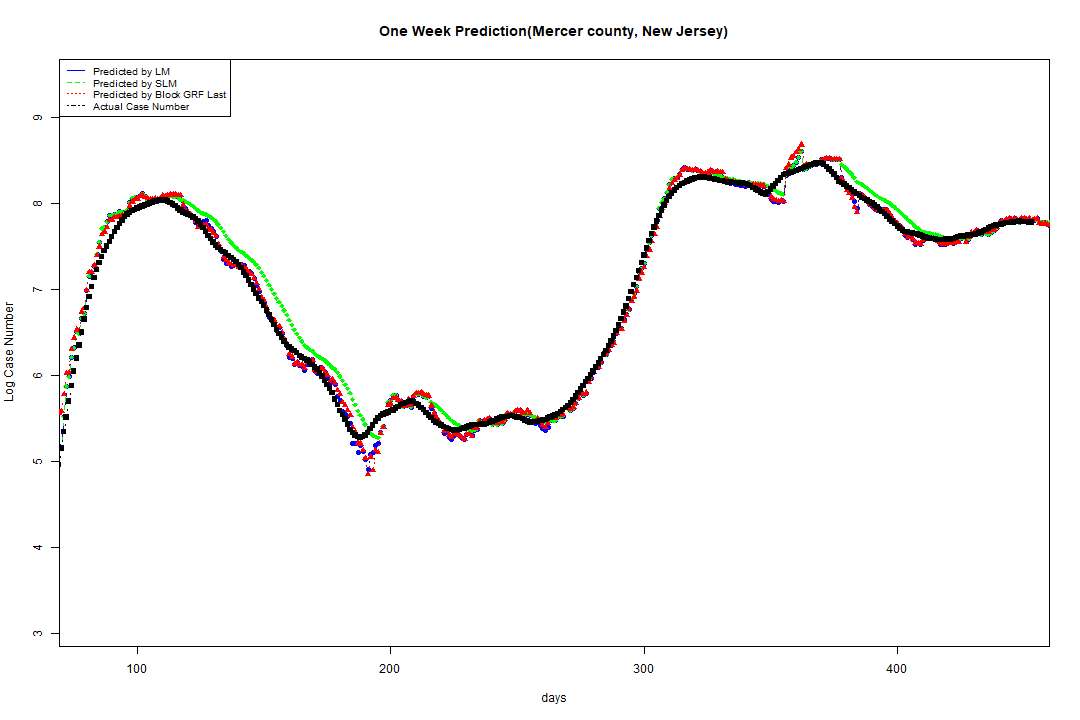 One Week Prediction(Mercer county, New Jersey)
Predicted by LM
Predicted by SLM
Predicted by Block GRF Last
Actual Case Number
9
8
7
6
5
4
3
Log Case Number
100 200 300 400
days